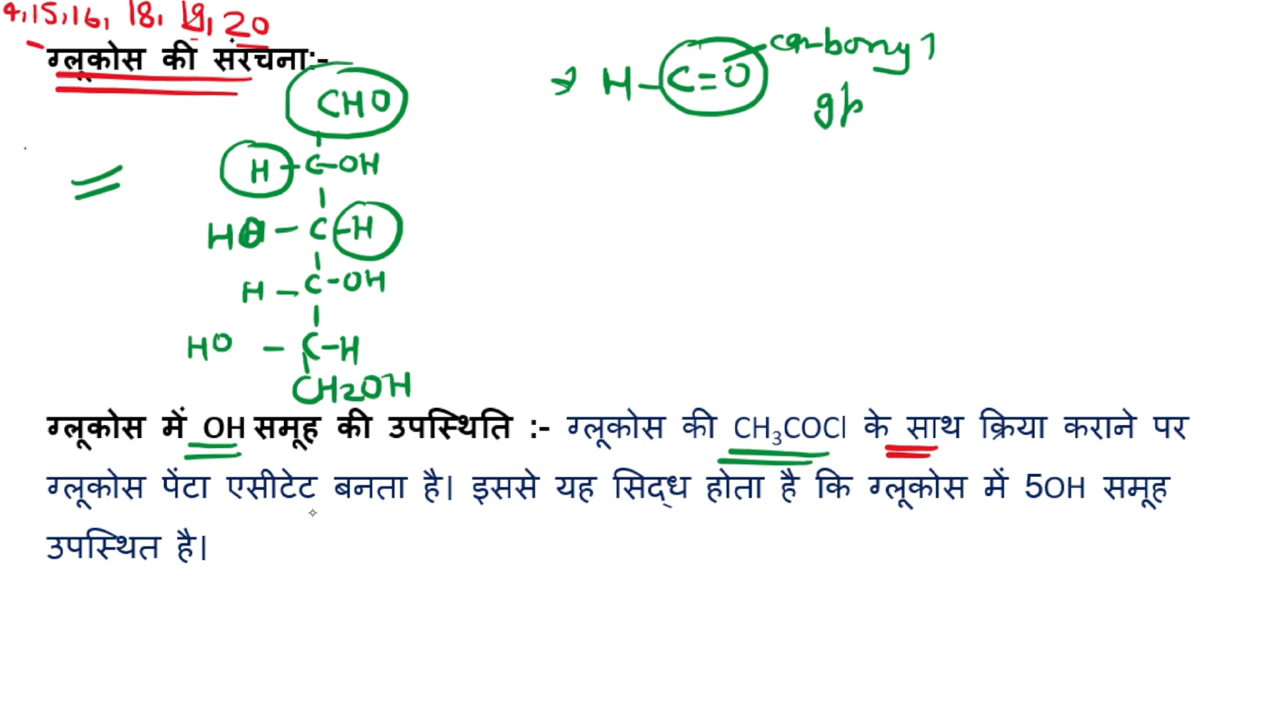 4,15,16, 18, 19, 20
ग्लूकोस की संरचना:-
CHO
H-C-OH
HO-C-H
H-C-OH
HO-C-H
CH2OH
H-C=O carbonyl
gp
ग्लूकोस में OH समूह की उपस्थिति :- ग्लूकोस की CH₃COCl के साथ क्रिया कराने पर
ग्लूकोस पेंटा एसीटेट बनता है। इससे यह सिद्ध होता है कि ग्लूकोस में 5OH समूह
उपस्थित है।